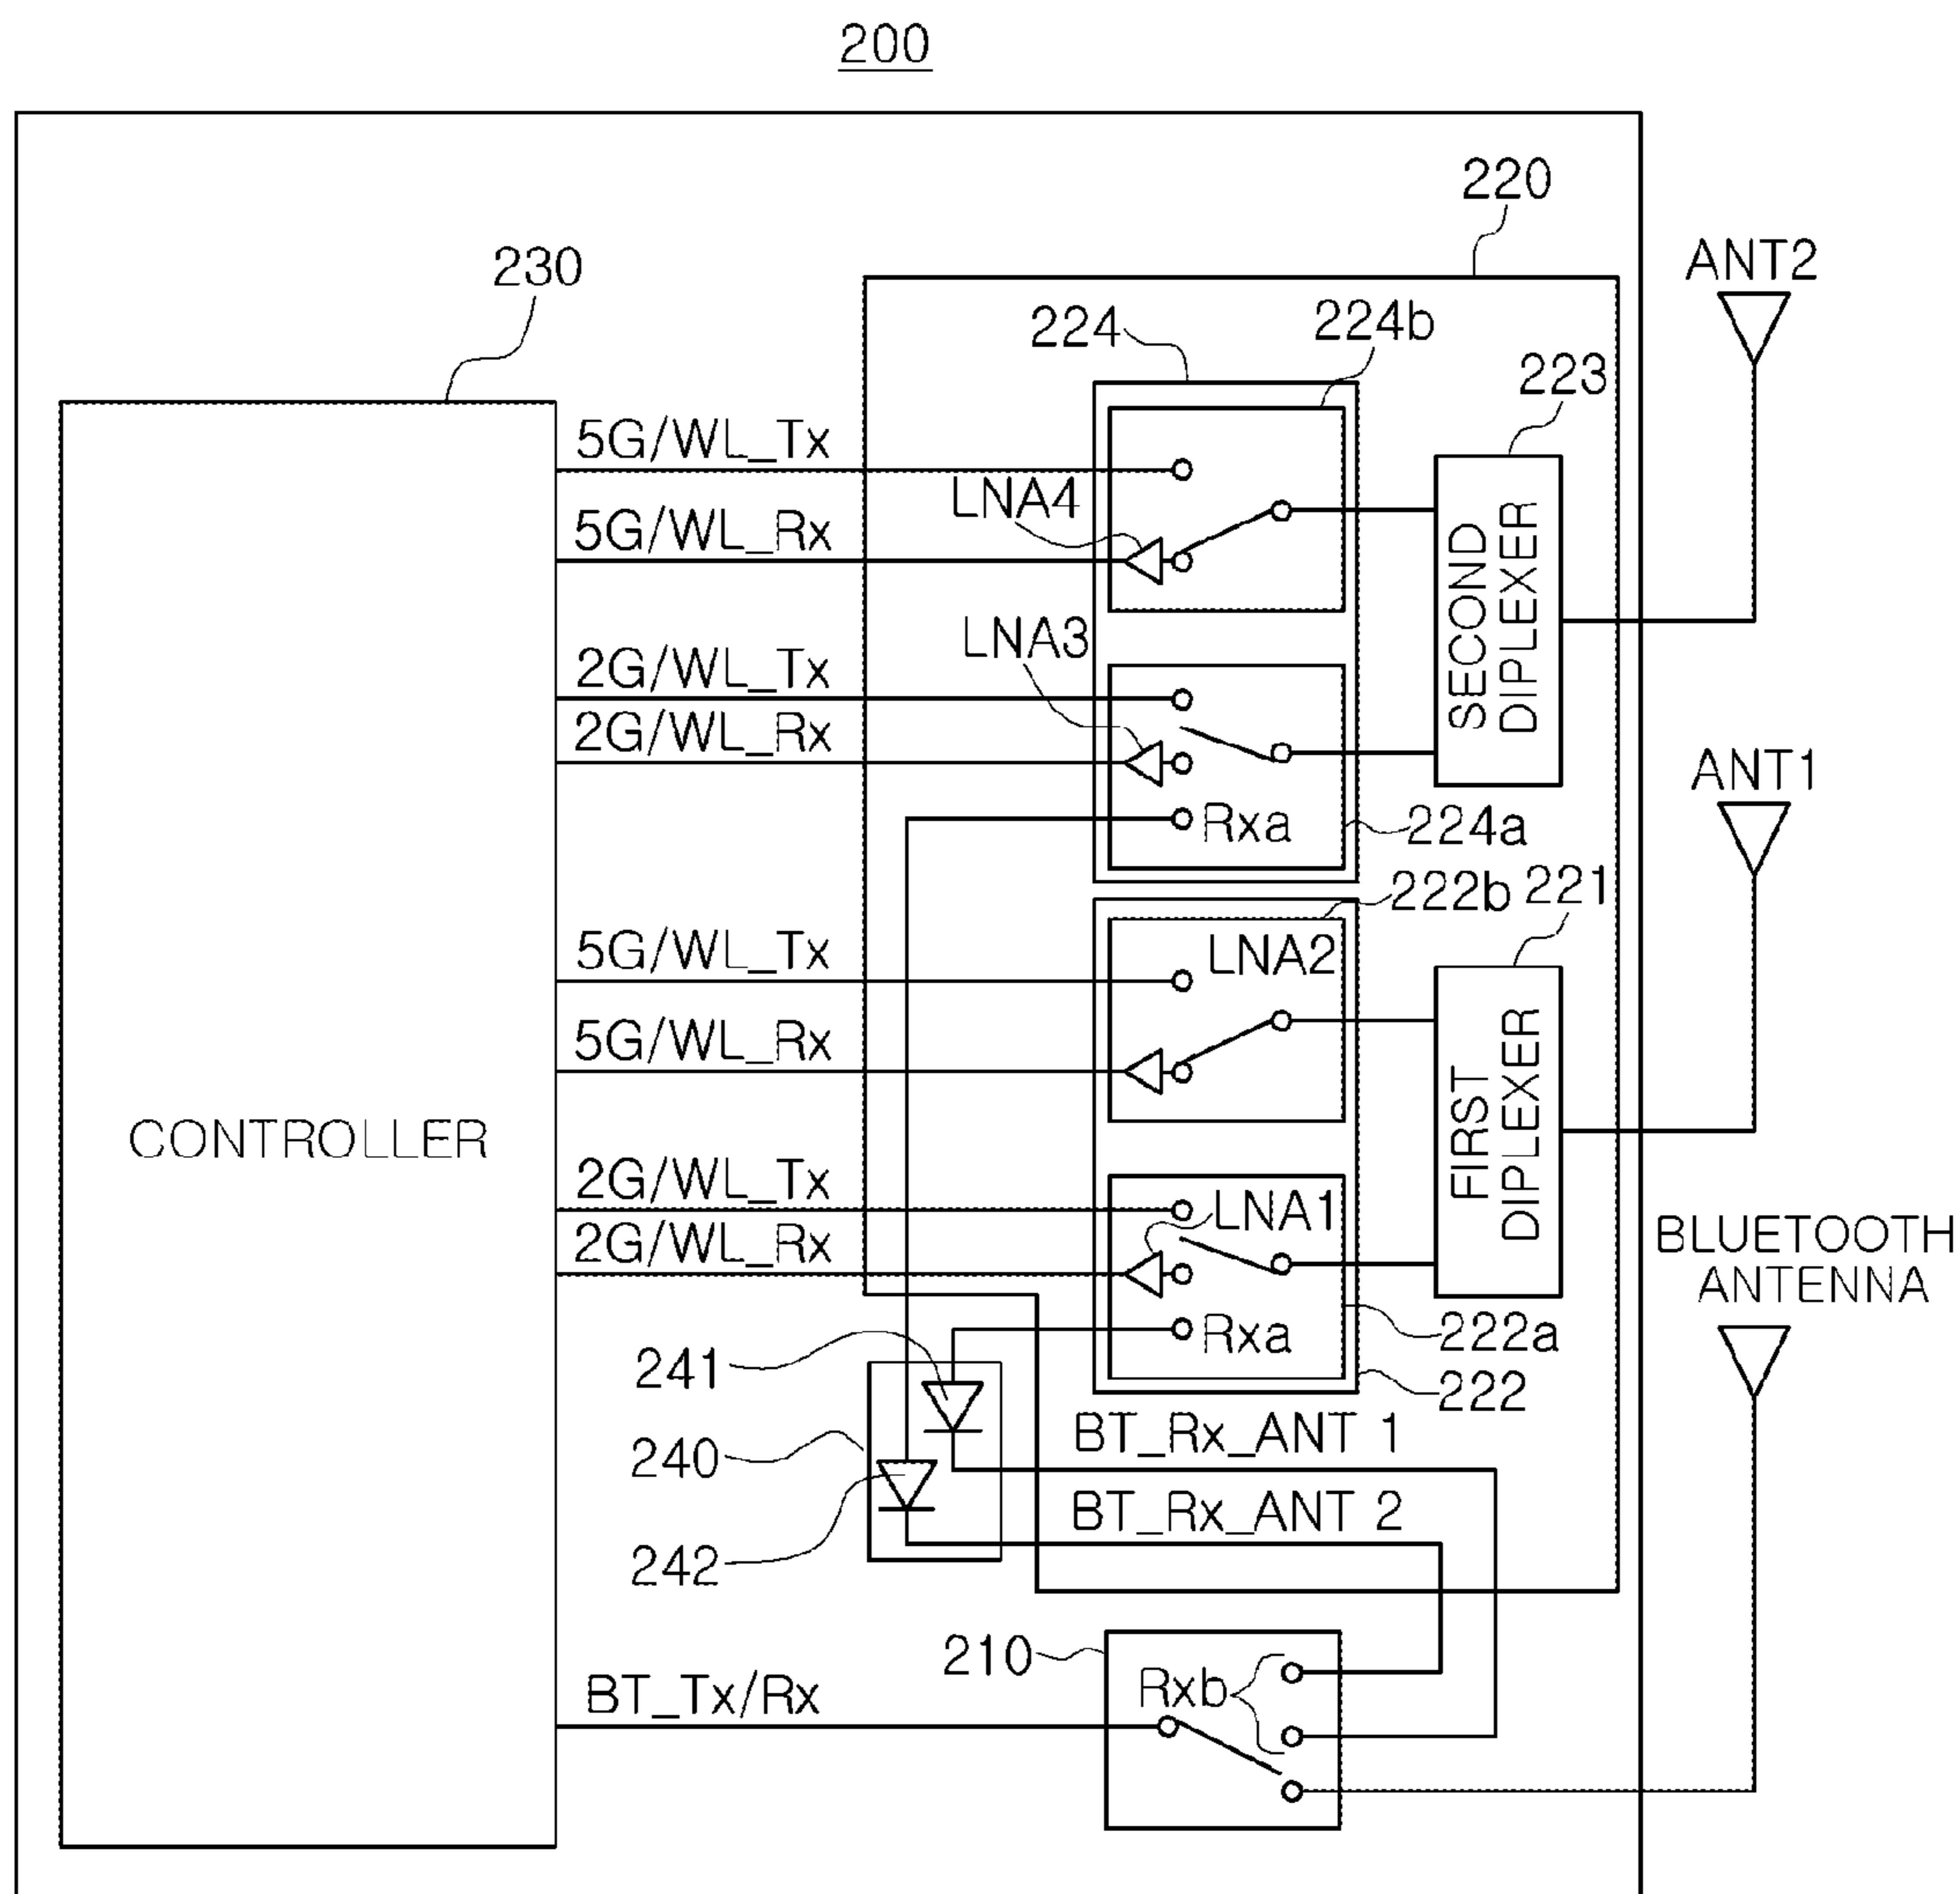 200
220
ANT2
230
224
224b
223
5G/WL_Tx
LNA4
5G/WL_Rx
SECOND
DIPLEXER
LNA3
2G/WL_Tx
2G/WL_Rx
ANT1
Rxa
224a
222b
221
5G/WL_Tx
LNA2
5G/WL_Rx
FIRST
DIPLEXER
CONTROLLER
2G/WL_Tx
LNA1
2G/WL_Rx
BLUETOOTH
ANTENNA
Rxa
222a
241
222
BT_Rx_ANT 1
240
BT_Rx_ANT 2
242
210
Rxb
BT_Tx/Rx